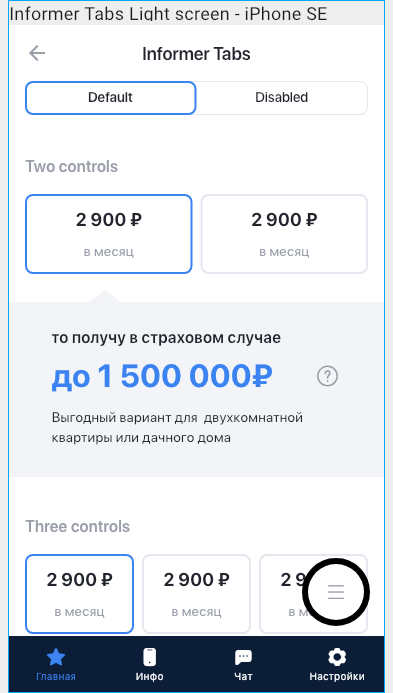 Informer Tabs Light screen - iPhone SE
Informer Tabs
Default Disabled
Two controls
2 900 ₽ 2 900 ₽
в месяц в месяц
то получу в страховом случае
до 1 500 000₽
?
Выгодный вариант для двухкомнатной
квартиры или дачного дома
Three controls
2 900 ₽ 2 900 ₽ 2 9
в месяц в месяц в м
Главная Инфо Чат Настройки